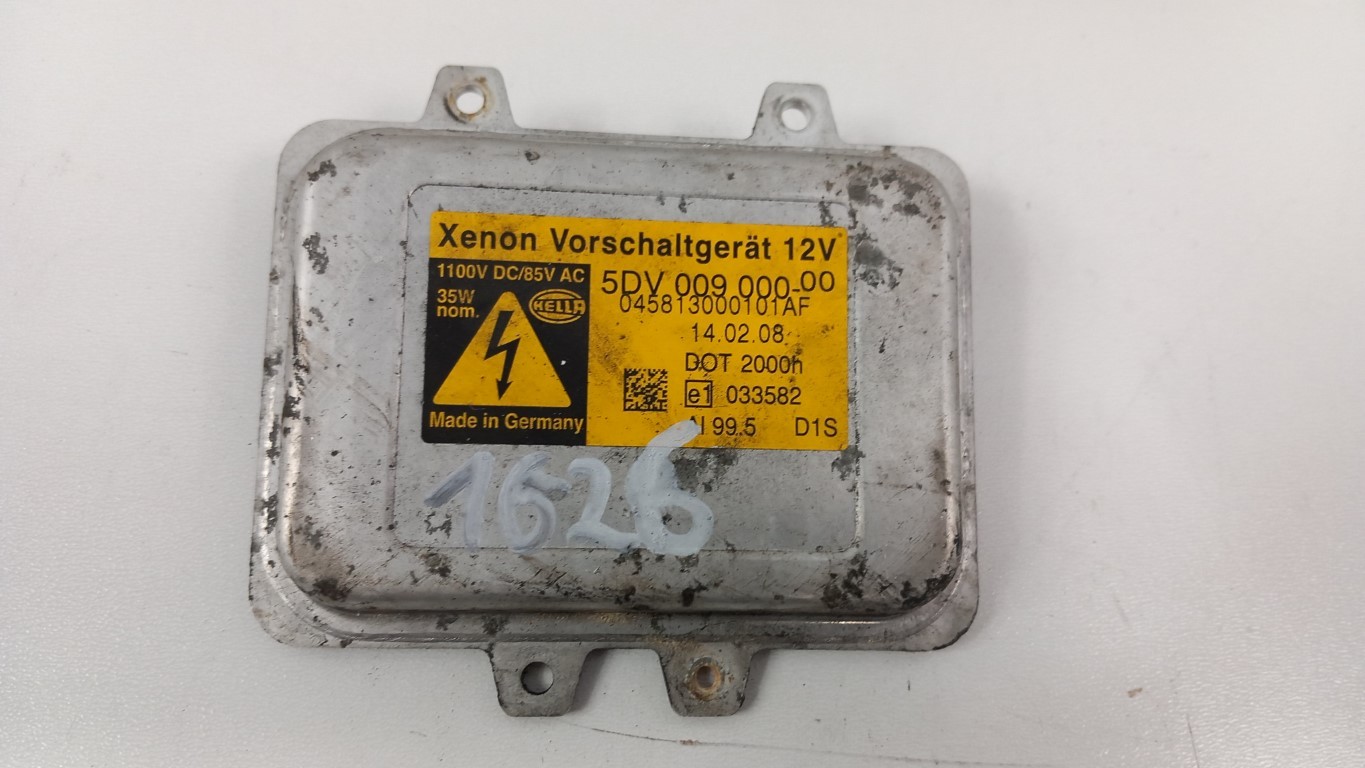 Xenon Vorschaltgerät 12V
1100V DC/85V AC
35W
nom.
HELLA
Made in Germany
5DV 009 000-00
045813000101AF
14.02.08
DOT 2000h
e1 033582
Al 99.5 D1S
1626